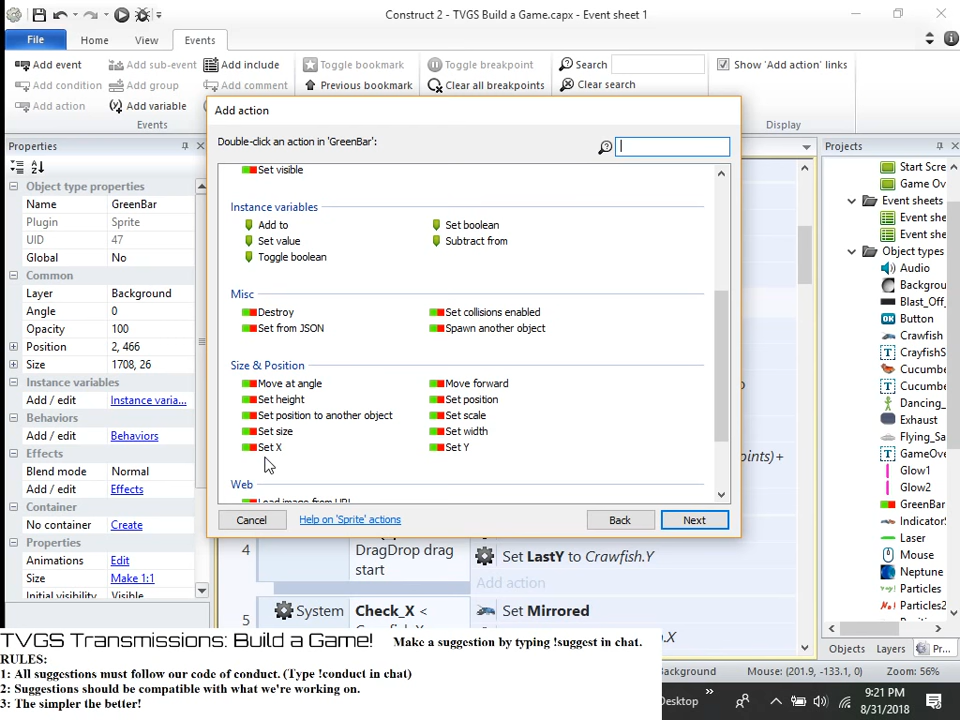 Construct 2 - TVGS Build a Game.capx - Event sheet 1
File Home View Events
Add event Add sub-event Add include Toggle bookmark Toggle breakpoint Search Show 'Add action' links
Add condition Add group Add comment Previous bookmark Clear all breakpoints Clear search
Add action Add variable
Events Display
Properties
Object type properties
Name GreenBar
Plugin Sprite
UID 47
Global No
Common
Layer Background
Angle 0
Opacity 100
Position 2, 466
Size 1708, 26
Instance variables
Add / edit Instance varia...
Behaviors
Add / edit Behaviors
Effects
Blend mode Normal
Add / edit Effects
Container
No container Create
Properties
Animations Edit
Size Make 1:1
Initial visibility Visible
Add action
Double-click an action in 'GreenBar':
Set visible
Instance variables
Add to Set boolean
Set value Subtract from
Toggle boolean
Misc
Destroy Set collisions enabled
Set from JSON Spawn another object
Size & Position
Move at angle Move forward
Set height Set position
Set position to another object Set scale
Set size Set width
Set X Set Y
Web
Load image from URL
Cancel Help on 'Sprite' actions Back Next
oints)+
4 DragDrop drag start Set LastY to Crawfish.Y
Add action
5 System Check_X < Set Mirrored
.X
Projects
Start Scre
Game Ov
Event sheets
Event she
Event she
Object types
Audio
Backgrou
Blast_Off_
Button
Crawfish
CrayfishS
Cucumbe
Cucumbe
Dancing_
Exhaust
Flying_Sa
GameOve
Glow1
Glow2
GreenBar
Indicator
Laser
Mouse
Neptune
Particles
Particles2
Objects Layers Pr...
ackground Mouse: (201.9, -133.1, 0) Zoom: 56%
TVGS Transmissions: Build a Game! Make a suggestion by typing !suggest in chat.
RULES:
1: All suggestions must follow our code of conduct. (Type !conduct in chat)
2: Suggestions should be compatible with what we're working on.
3: The simpler the better!
Desktop
9:21 PM
8/31/2018